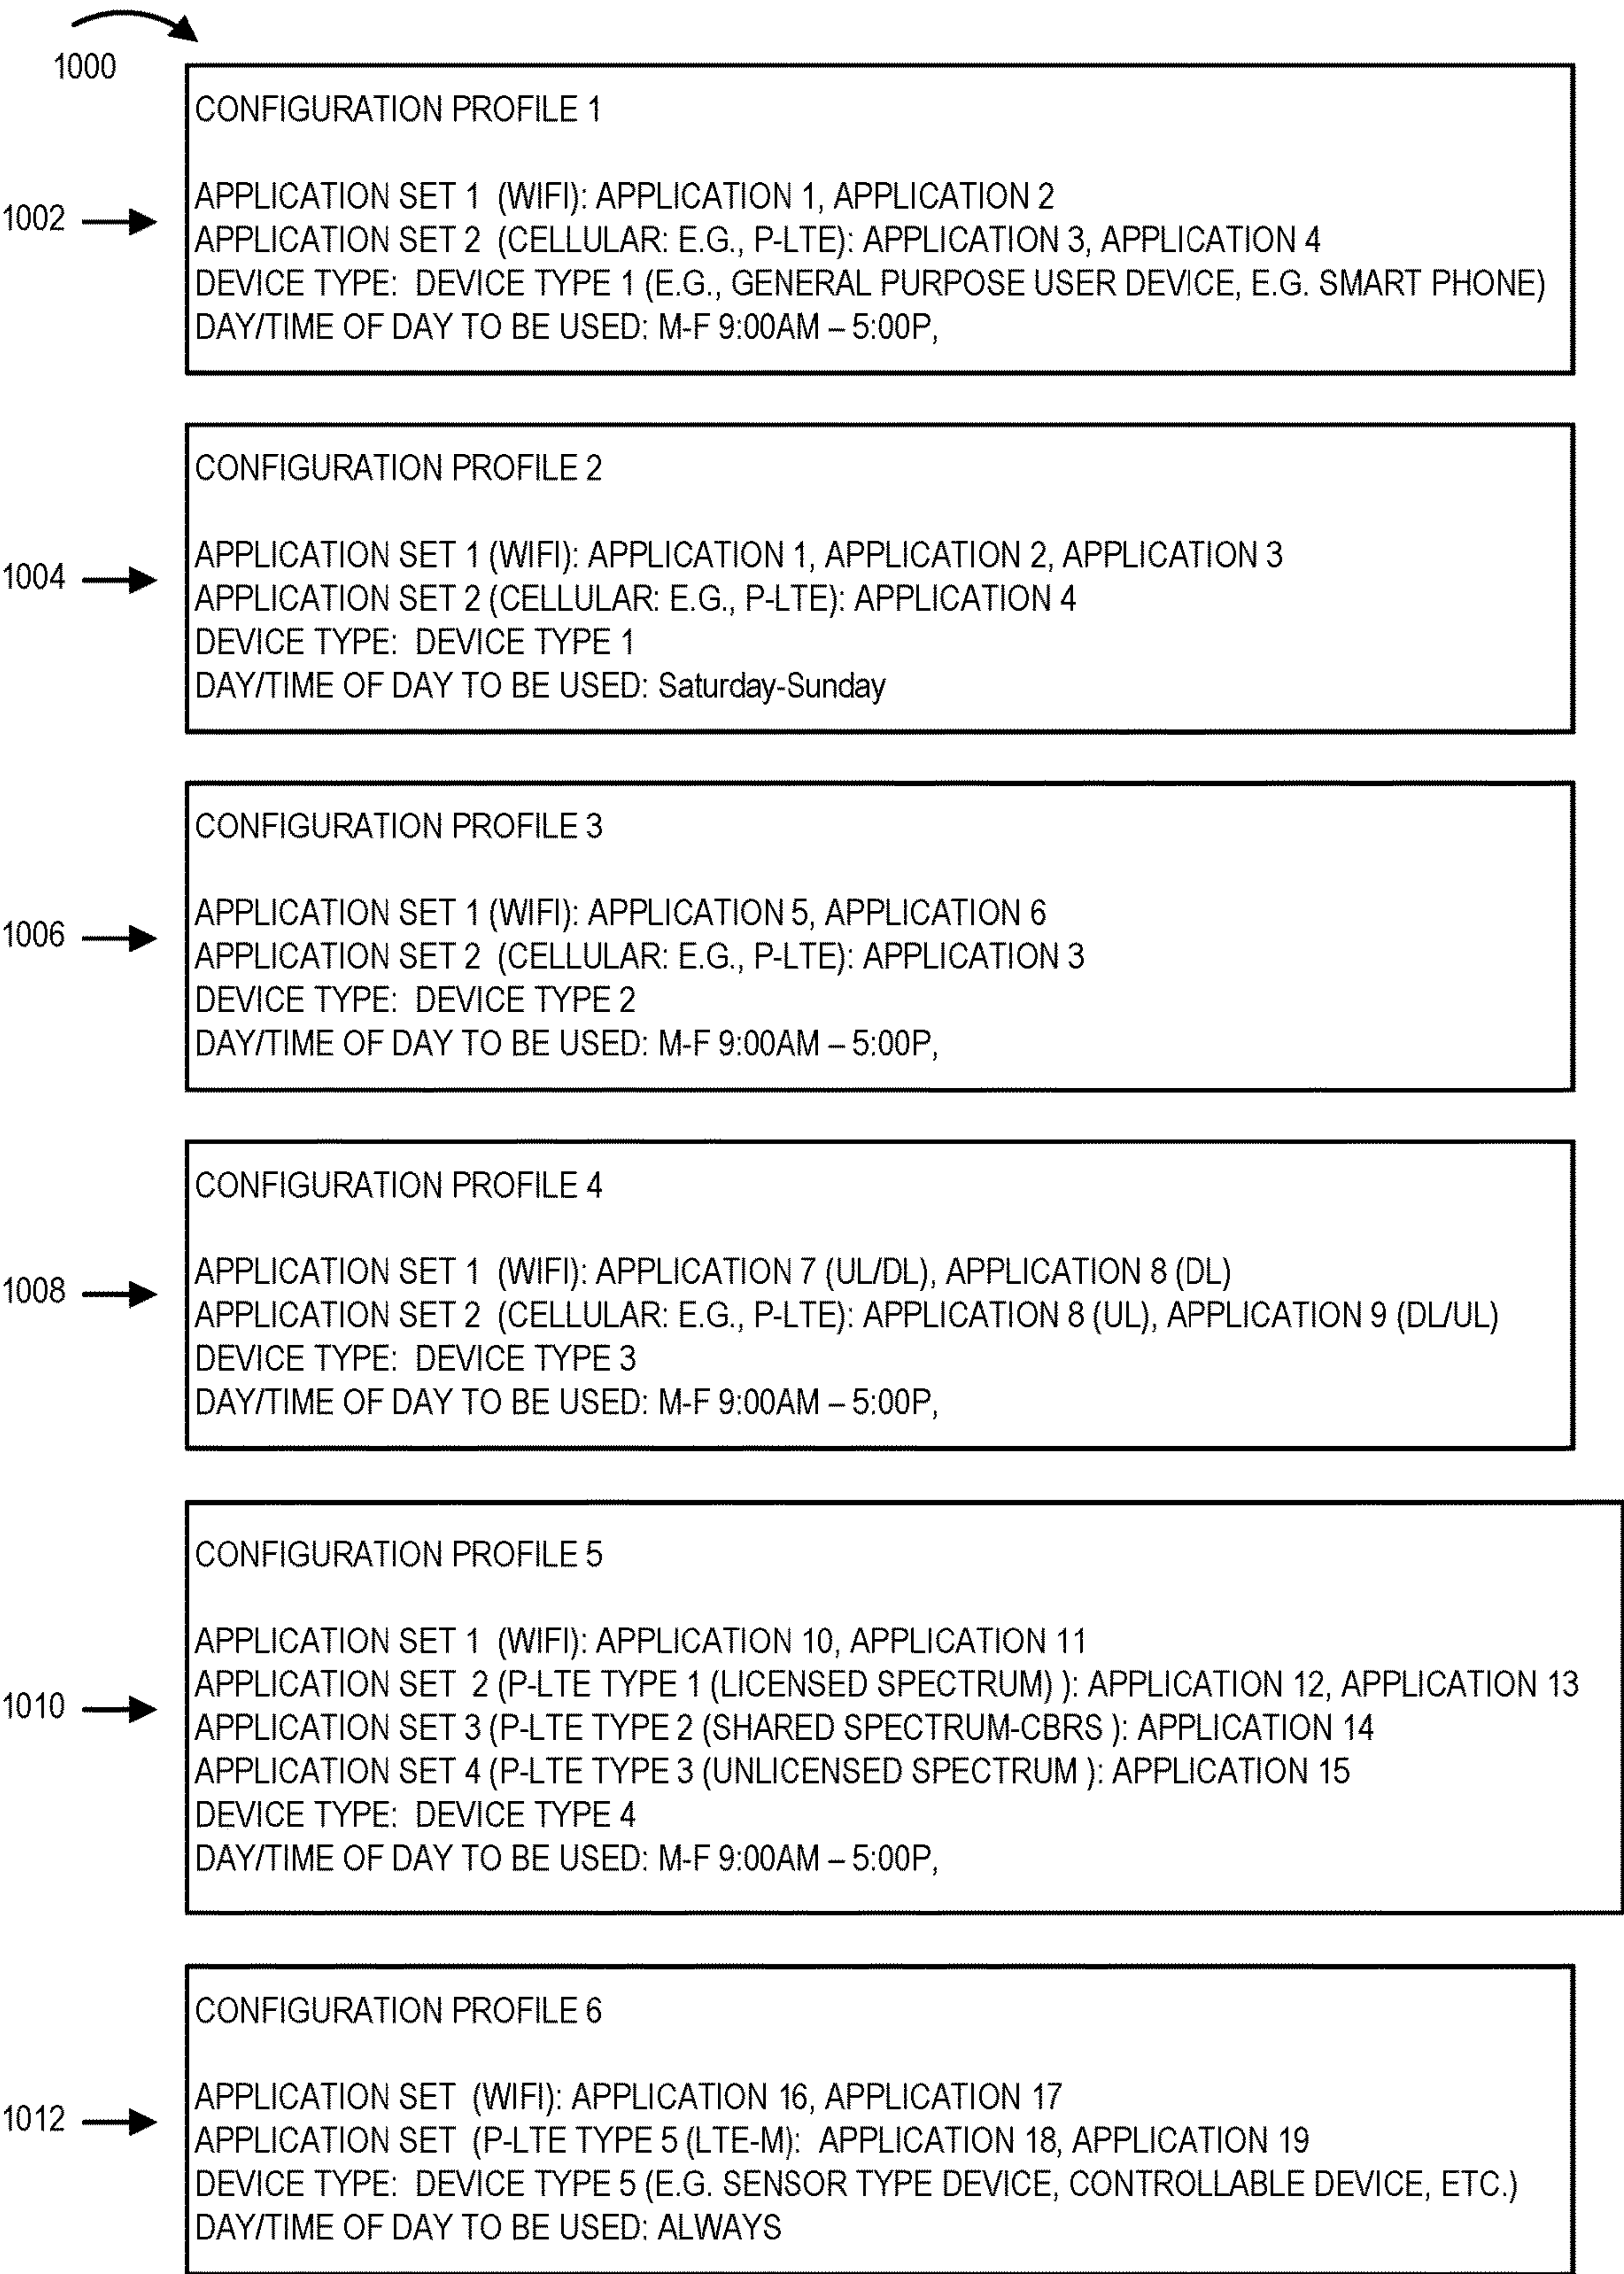 1000
CONFIGURATION PROFILE 1
1002
APPLICATION SET 1 (WIFI): APPLICATION 1, APPLICATION 2
APPLICATION SET 2 (CELLULAR: E.G., P-LTE): APPLICATION 3, APPLICATION 4
DEVICE TYPE: DEVICE TYPE 1 (E.G., GENERAL PURPOSE USER DEVICE, E.G. SMART PHONE)
DAY/TIME OF DAY TO BE USED: M-F 9:00AM – 5:00P,
CONFIGURATION PROFILE 2
1004
APPLICATION SET 1 (WIFI): APPLICATION 1, APPLICATION 2, APPLICATION 3
APPLICATION SET 2 (CELLULAR: E.G., P-LTE): APPLICATION 4
DEVICE TYPE: DEVICE TYPE 1
DAY/TIME OF DAY TO BE USED: Saturday-Sunday
CONFIGURATION PROFILE 3
1006
APPLICATION SET 1 (WIFI): APPLICATION 5, APPLICATION 6
APPLICATION SET 2 (CELLULAR: E.G., P-LTE): APPLICATION 3
DEVICE TYPE: DEVICE TYPE 2
DAY/TIME OF DAY TO BE USED: M-F 9:00AM – 5:00P,
CONFIGURATION PROFILE 4
1008
APPLICATION SET 1 (WIFI): APPLICATION 7 (UL/DL), APPLICATION 8 (DL)
APPLICATION SET 2 (CELLULAR: E.G., P-LTE): APPLICATION 8 (UL), APPLICATION 9 (DL/UL)
DEVICE TYPE: DEVICE TYPE 3
DAY/TIME OF DAY TO BE USED: M-F 9:00AM – 5:00P,
CONFIGURATION PROFILE 5
1010
APPLICATION SET 1 (WIFI): APPLICATION 10, APPLICATION 11
APPLICATION SET 2 (P-LTE TYPE 1 (LICENSED SPECTRUM) ): APPLICATION 12, APPLICATION 13
APPLICATION SET 3 (P-LTE TYPE 2 (SHARED SPECTRUM-CBRS ): APPLICATION 14
APPLICATION SET 4 (P-LTE TYPE 3 (UNLICENSED SPECTRUM ): APPLICATION 15
DEVICE TYPE: DEVICE TYPE 4
DAY/TIME OF DAY TO BE USED: M-F 9:00AM – 5:00P,
CONFIGURATION PROFILE 6
1012
APPLICATION SET (WIFI): APPLICATION 16, APPLICATION 17
APPLICATION SET (P-LTE TYPE 5 (LTE-M): APPLICATION 18, APPLICATION 19
DEVICE TYPE: DEVICE TYPE 5 (E.G. SENSOR TYPE DEVICE, CONTROLLABLE DEVICE, ETC.)
DAY/TIME OF DAY TO BE USED: ALWAYS